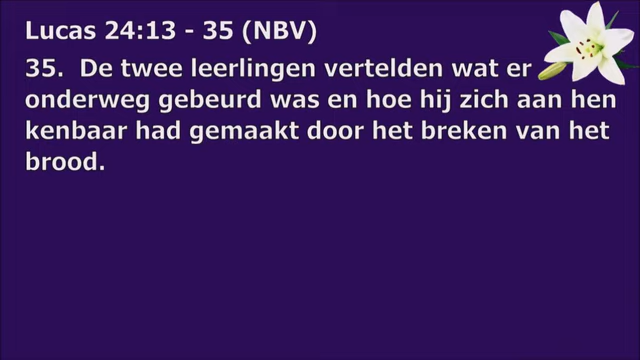 Lucas 24:13 - 35 (NBV)
35.  De twee leerlingen vertelden wat er
onderweg gebeurd was en hoe hij zich aan hen
kenbaar had gemaakt door het breken van het
brood.